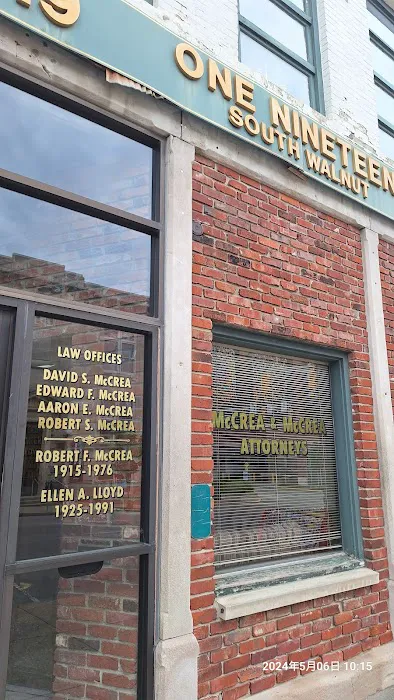 19
ONE NINETEEN
SOUTH WALNUT
LAW OFFICES
DAVID S. McCREA
EDWARD F. McCREA
AARON E. McCREA
ROBERT S. McCREA
ROBERT F. McCREA
1915-1976
ELLEN A. LLOYD
1925-1991
McCREA & McCREA
ATTORNEYS
2024年5月06日 10:15